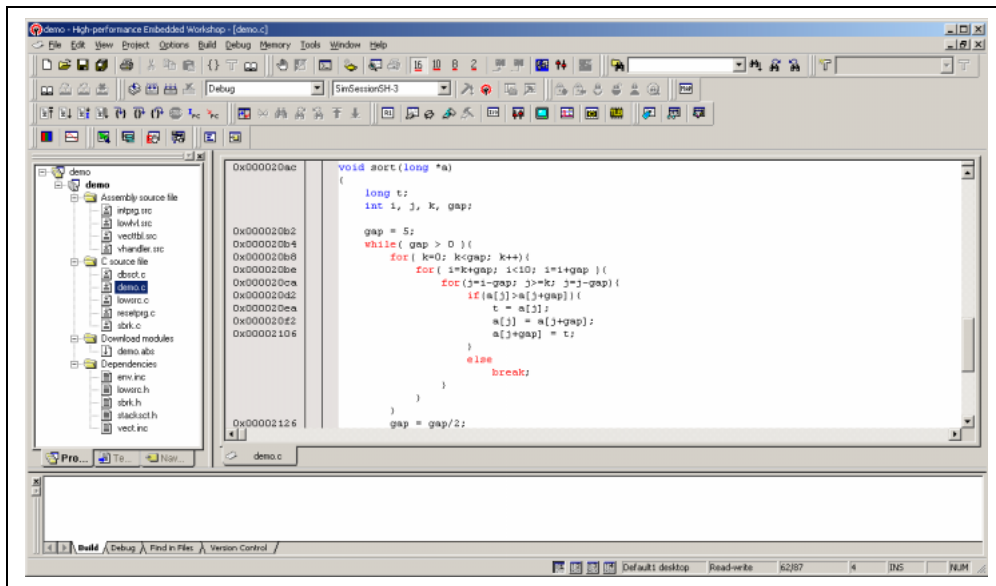 demo - High-performance Embedded Workshop - [demo.c]
File Edit View Project Options Build Debug Memory Tools Window Help
Debug SimSessionSH-3
demo
demo
Assembly source file
intprg.src
lowlvl.src
vecttbl.src
vhandler.src
C source file
dbsct.c
demo.c
lowsrc.c
resetprg.c
sbrk.c
Download modules
demo.abs
Dependencies
env.inc
lowsrc.h
sbrk.h
stacksct.h
vect.inc
Pro... Te... Nav...
0x000020ac void sort(long *a)
{
long t;
int i, j, k, gap;
0x000020b2 gap = 5;
0x000020b4 while( gap > 0 ){
0x000020b8 for( k=0; k<gap; k++){
0x000020be for( i=k+gap; i<10; i=i+gap ){
0x000020ca for(j=i-gap; j>=k; j=j-gap){
0x000020d2 if(a[j]>a[j+gap]){
0x000020ea t = a[j];
0x000020f2 a[j] = a[j+gap];
0x00002106 a[j+gap] = t;
}
else
break;
}
}
}
0x00002126 gap = gap/2;
demo.c
Build Debug Find in Files Version Control
Default1 desktop Read-write 62/87 4 INS NUM